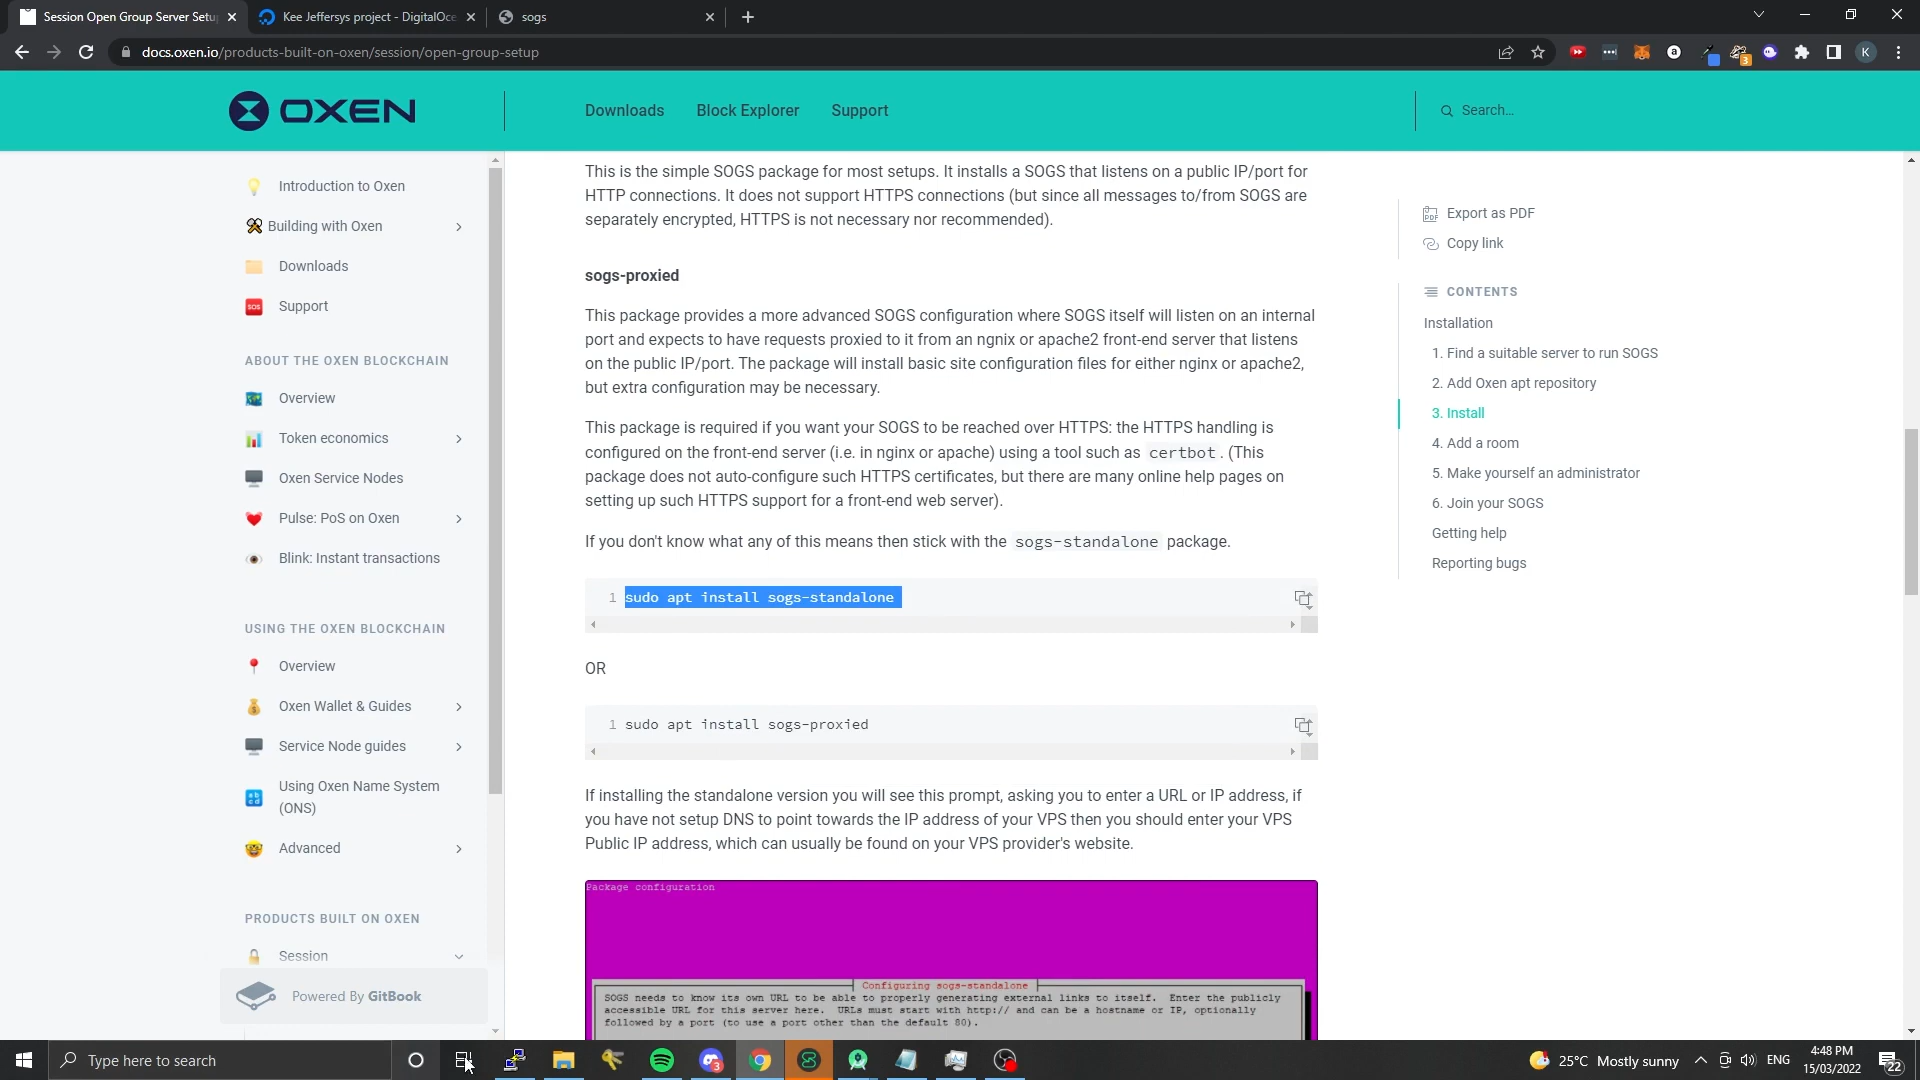 Session Open Group Server Setu
Kee Jeffersys project - DigitalOce
sogs
docs.oxen.io/products-built-on-oxen/session/open-group-setup
3
K
OXEN
Downloads
Block Explorer
Support
Search…
Introduction to Oxen
Building with Oxen
Downloads
SOS
Support
ABOUT THE OXEN BLOCKCHAIN
Overview
Token economics
Oxen Service Nodes
Pulse: PoS on Oxen
Blink: Instant transactions
USING THE OXEN BLOCKCHAIN
Overview
Oxen Wallet & Guides
Service Node guides
Using Oxen Name System
(ONS)
Advanced
PRODUCTS BUILT ON OXEN
Session
Powered By GitBook
This is the simple SOGS package for most setups. It installs a SOGS that listens on a public IP/port for
HTTP connections. It does not support HTTPS connections (but since all messages to/from SOGS are
separately encrypted, HTTPS is not necessary nor recommended).
sogs-proxied
This package provides a more advanced SOGS configuration where SOGS itself will listen on an internal
port and expects to have requests proxied to it from an ngnix or apache2 front-end server that listens
on the public IP/port. The package will install basic site configuration files for either nginx or apache2,
but extra configuration may be necessary.
This package is required if you want your SOGS to be reached over HTTPS: the HTTPS handling is
configured on the front-end server (i.e. in nginx or apache) using a tool such as certbot. (This
package does not auto-configure such HTTPS certificates, but there are many online help pages on
setting up such HTTPS support for a front-end web server).
If you don't know what any of this means then stick with the sogs-standalone package.
1 sudo apt install sogs-standalone
OR
1 sudo apt install sogs-proxied
If installing the standalone version you will see this prompt, asking you to enter a URL or IP address, if
you have not setup DNS to point towards the IP address of your VPS then you should enter your VPS
Public IP address, which can usually be found on your VPS provider's website.
Package configuration
Configuring sogs-standalone
SOGS needs to know its own URL to be able to properly generating external links to itself. Enter the publicly
accessible URL for this server here. URLs must start with http:// and can be a hostname or IP, optionally
followed by a port (to use a port other than the default 80).
Export as PDF
Copy link
CONTENTS
Installation
1. Find a suitable server to run SOGS
2. Add Oxen apt repository
3. Install
4. Add a room
5. Make yourself an administrator
6. Join your SOGS
Getting help
Reporting bugs
Type here to search
3
25°C Mostly sunny
ENG
4:48 PM
15/03/2022
22